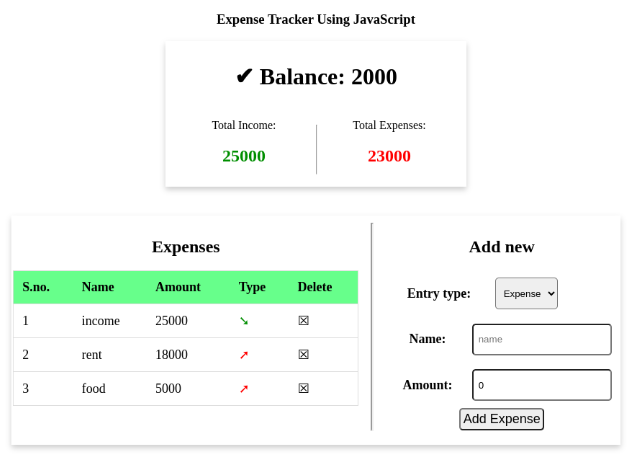 Expense Tracker Using JavaScript
✔ Balance: 2000
Total Income: Total Expenses:
25000 23000
Expenses
S.no. Name Amount Type Delete
1 income 25000 ➘ ☒
2 rent 18000 ➚ ☒
3 food 5000 ➚ ☒
Add new
Entry type: Expense
Name: name
Amount: 0
Add Expense